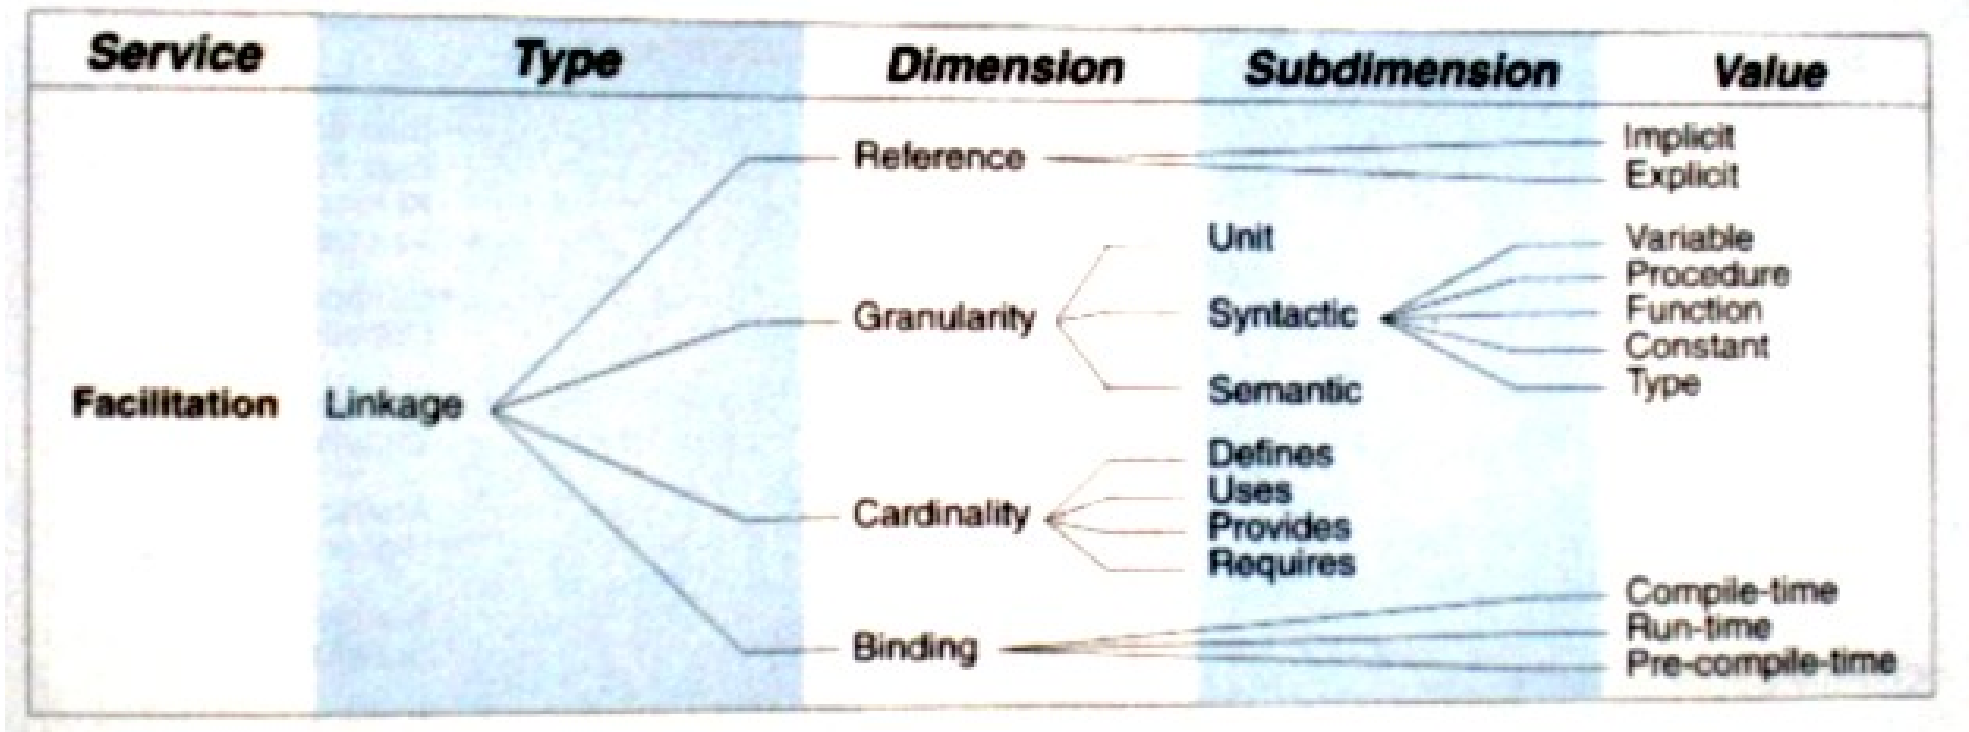 Service Type Dimension Subdimension Value
Reference Implicit
Explicit
Unit Variable
Procedure
Granularity Syntactic Function
Constant
Semantic Type
Facilitation Linkage
Defines
Uses
Cardinality Provides
Requires
Compile-time
Binding Run-time
Pre-compile-time